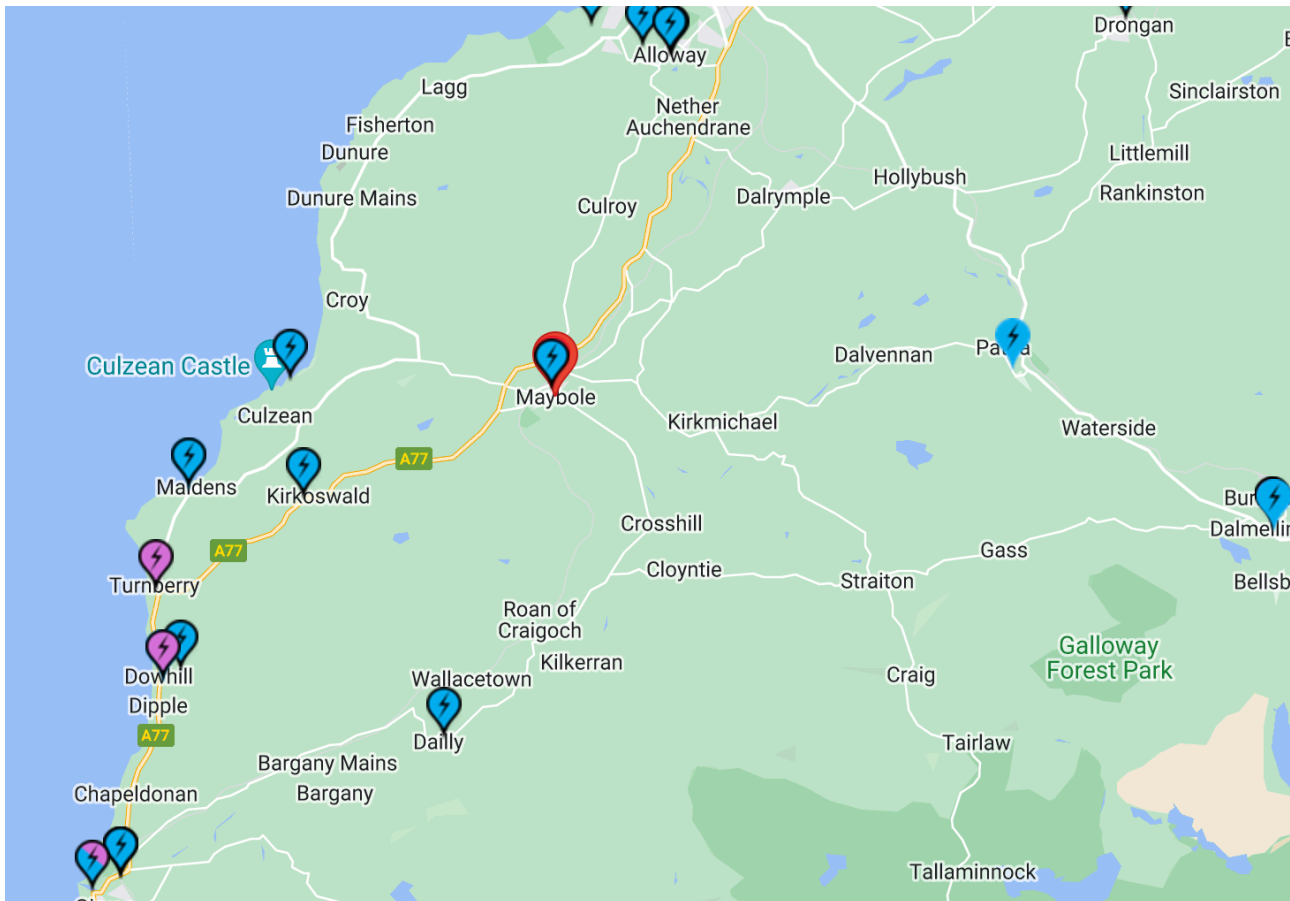 Drongan
Alloway
Lagg
Sinclairston
Nether
Auchendrane
Fisherton
Dunure
Littlemill
Hollybush
Rankinston
Dunure Mains
Dalrymple
Culroy
Croy
Dalvennan
Culzean Castle
Maybole
Culzean
Kirkmichael
Waterside
A77
Maidens
Kirkoswald
Crosshill
A77
Gass
Cloyntie
Straiton
Turnberry
Roan of
Craigoch
Galloway
Forest Park
Kilkerran
Dowhill
Wallacetown
Craig
Dipple
A77
Dailly
Tairlaw
Bargany Mains
Bargany
Chapeldonan
Tallaminnock